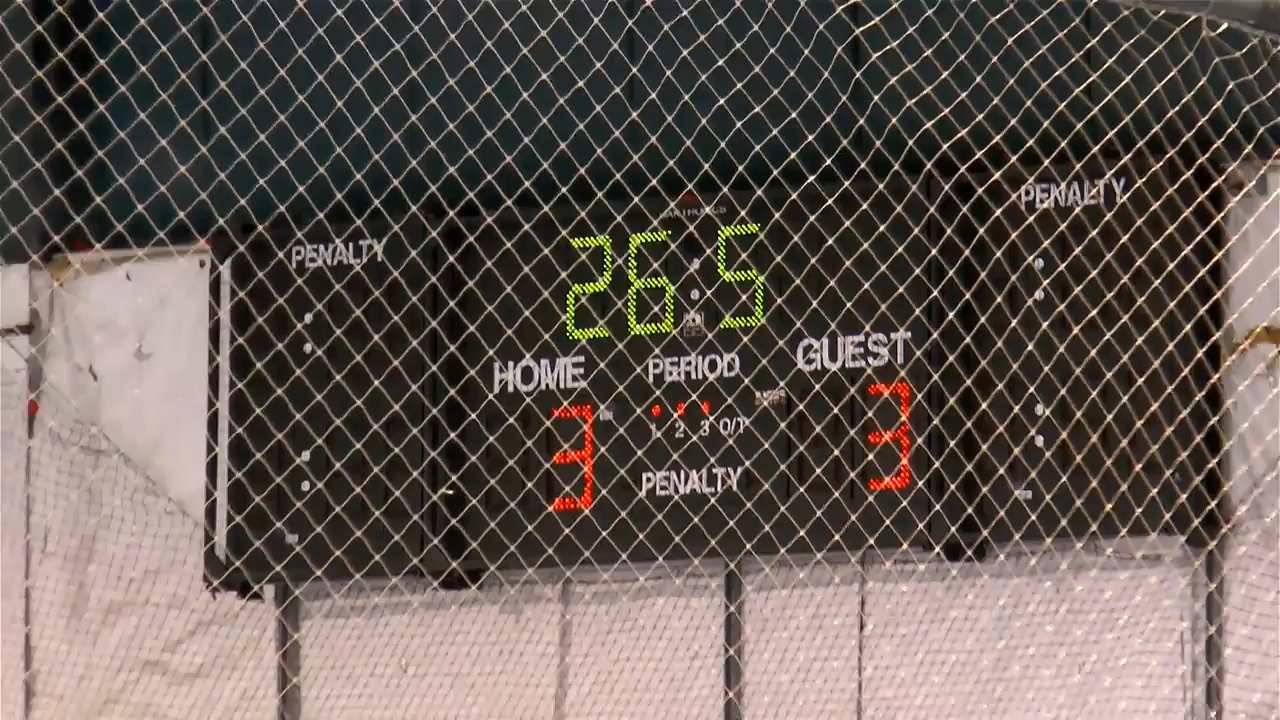 PENALTY
PENALTY
26.5
HOME
PERIOD
GUEST
3
1 2 3 O/T
3
PENALTY